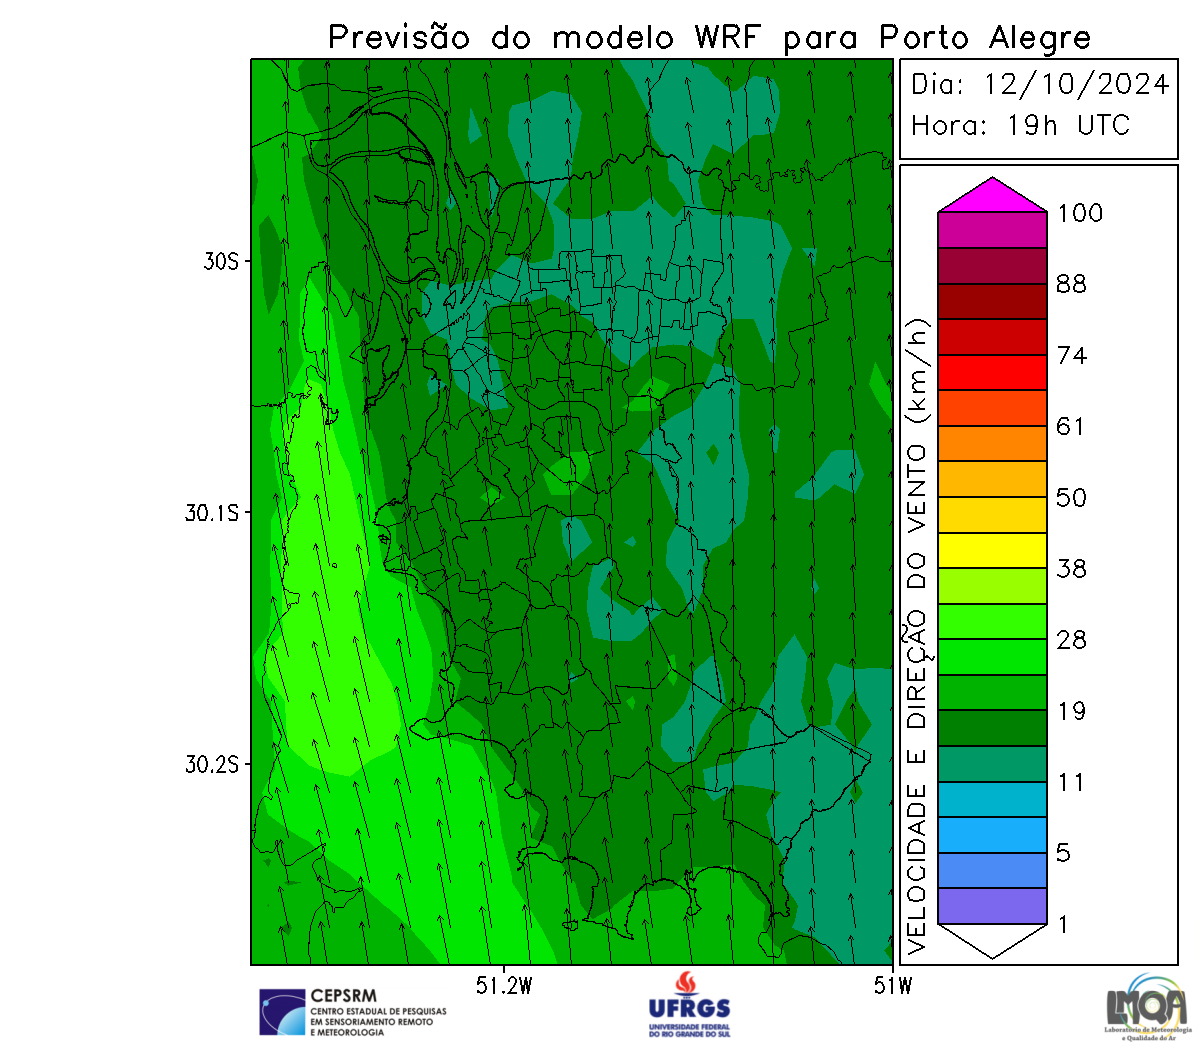 Previsão do modelo WRF para Porto Alegre
Dia: 12/10/2024
Hora: 19h UTC
30S
30.1S
30.2S
51.2W
51W
VELOCIDADE E DIREÇÃO DO VENTO (km/h)
100
88
74
61
50
38
28
19
11
5
1
CEPSRM
CENTRO ESTADUAL DE PESQUISAS
EM SENSORIAMENTO REMOTO
E METEOROLOGIA
UFRGS
UNIVERSIDADE FEDERAL
DO RIO GRANDE DO SUL
LMQA
Laboratório de Meteorologia
e Qualidade do Ar